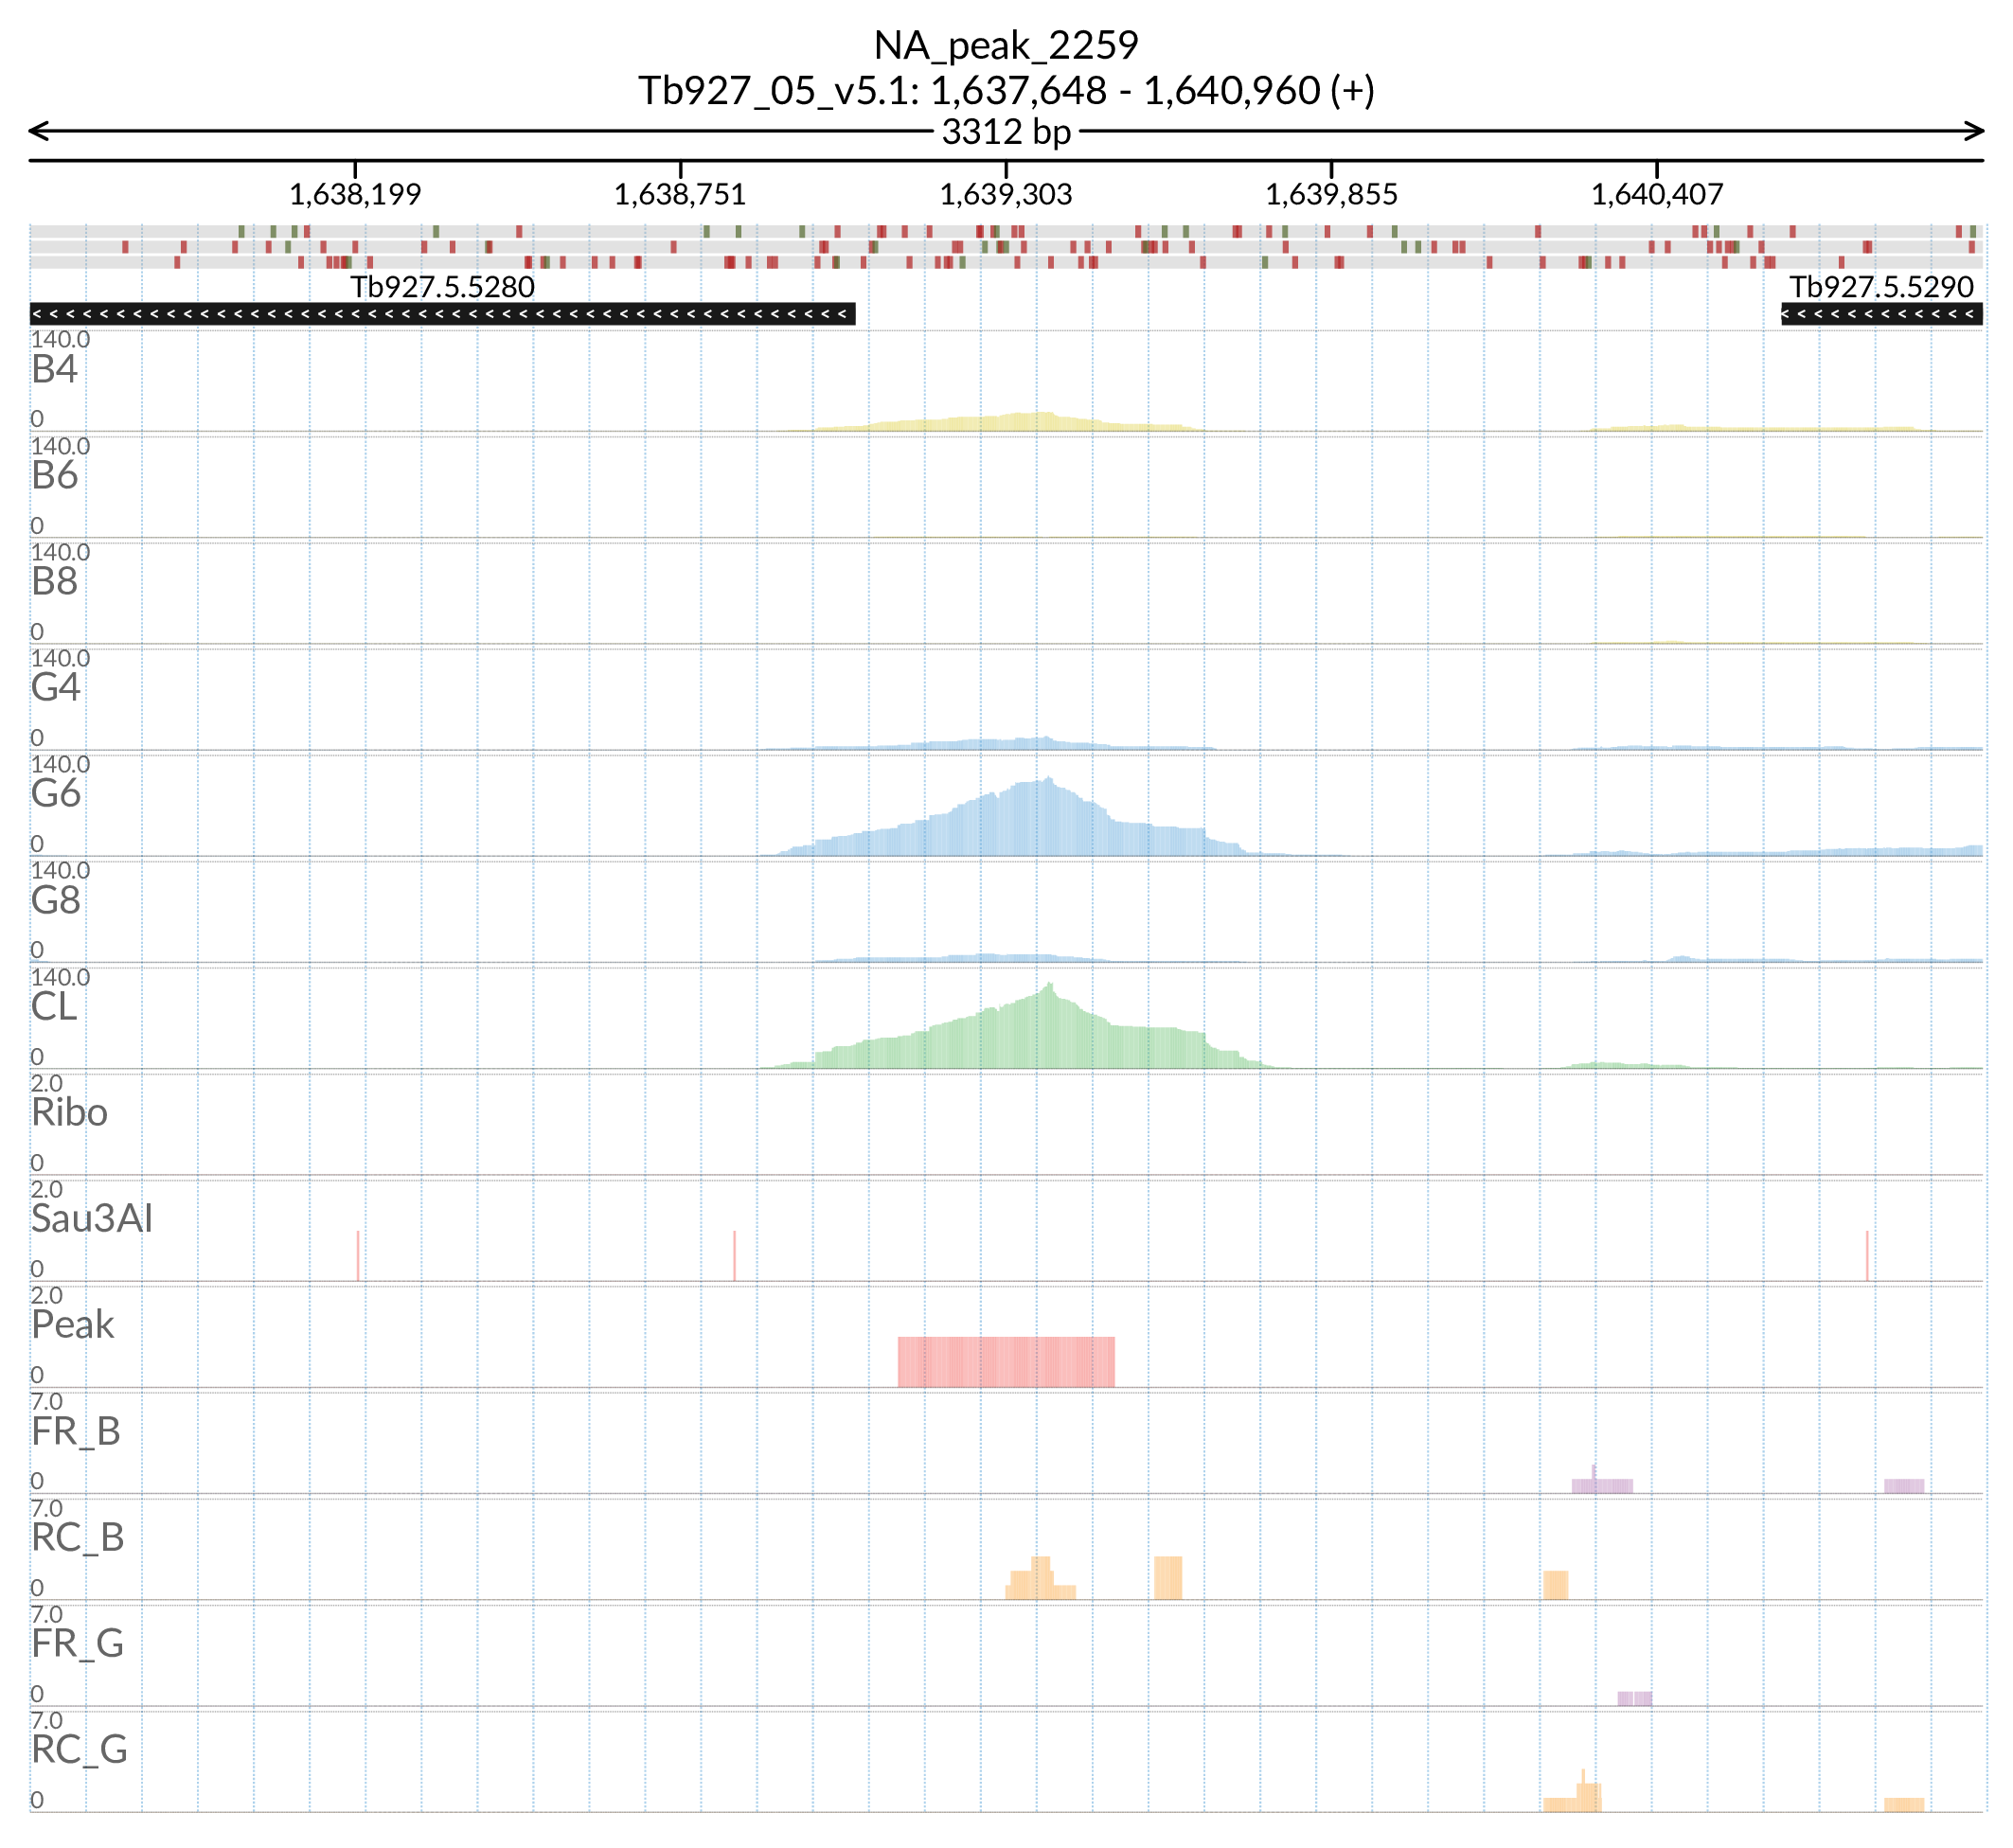 NA_peak_2259
Tb927_05_v5.1: 1,637,648 - 1,640,960 (+)
3312 bp
1,638,199 1,638,751 1,639,303 1,639,855 1,640,407
Tb927.5.5280 Tb927.5.5290
140.0
B4
0
140.0
B6
0
140.0
B8
0
140.0
G4
0
140.0
G6
0
140.0
G8
0
140.0
CL
0
2.0
Ribo
0
2.0
Sau3AI
0
2.0
Peak
0
7.0
FR_B
0
7.0
RC_B
0
7.0
FR_G
0
7.0
RC_G
0